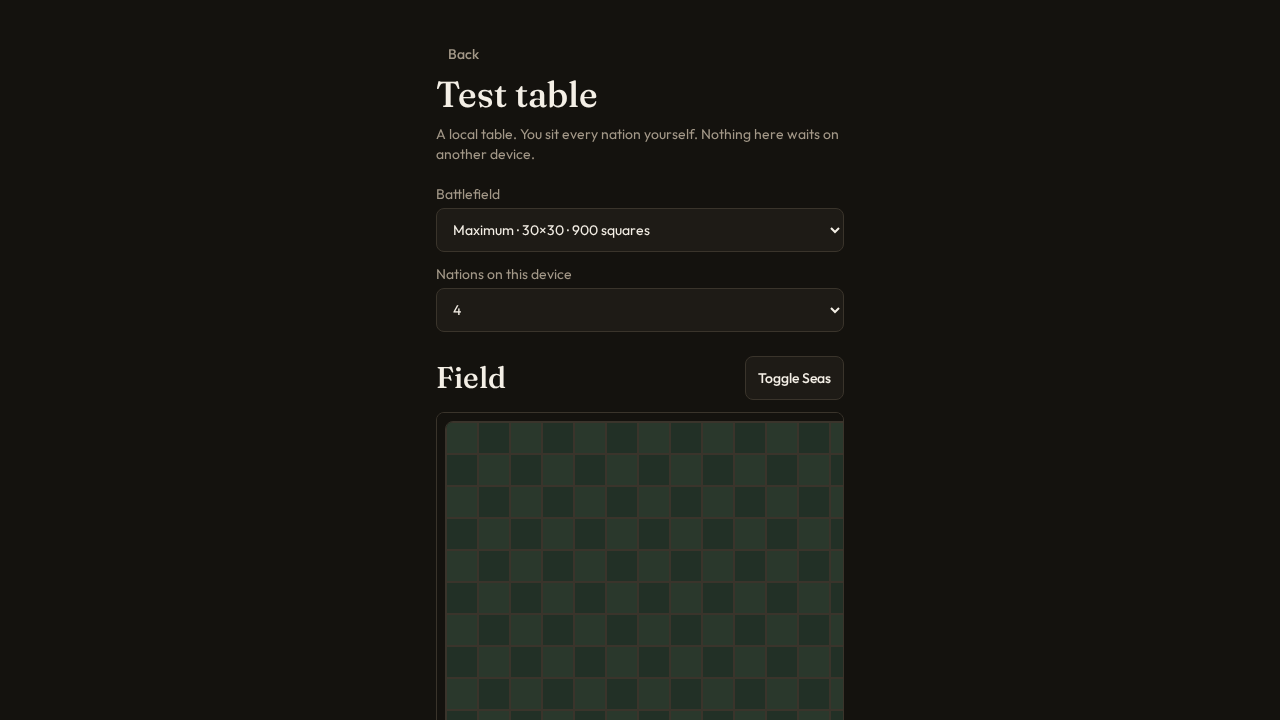 Back
Test table
A local table. You sit every nation yourself. Nothing here waits on
another device.
Battlefield
Maximum · 30×30 · 900 squares
Nations on this device
4
Field
Toggle Seas